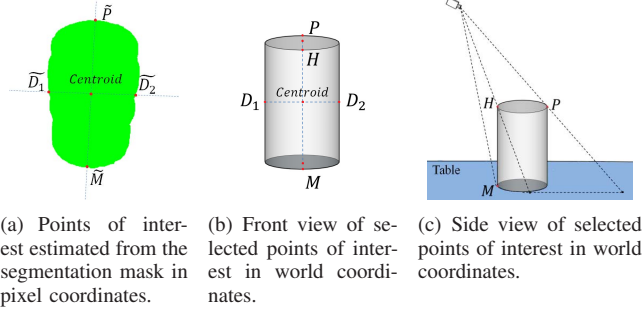 P̃
Centroid
D̃₁ D̃₂
M̃
P
H
Centroid
D₁ D₂
M
H P
Table
M
(a) Points of inter-
est estimated from the
segmentation mask in
pixel coordinates.
(b) Front view of se-
lected points of inter-
est in world coordi-
nates.
(c) Side view of selected
points of interest in world
coordinates.